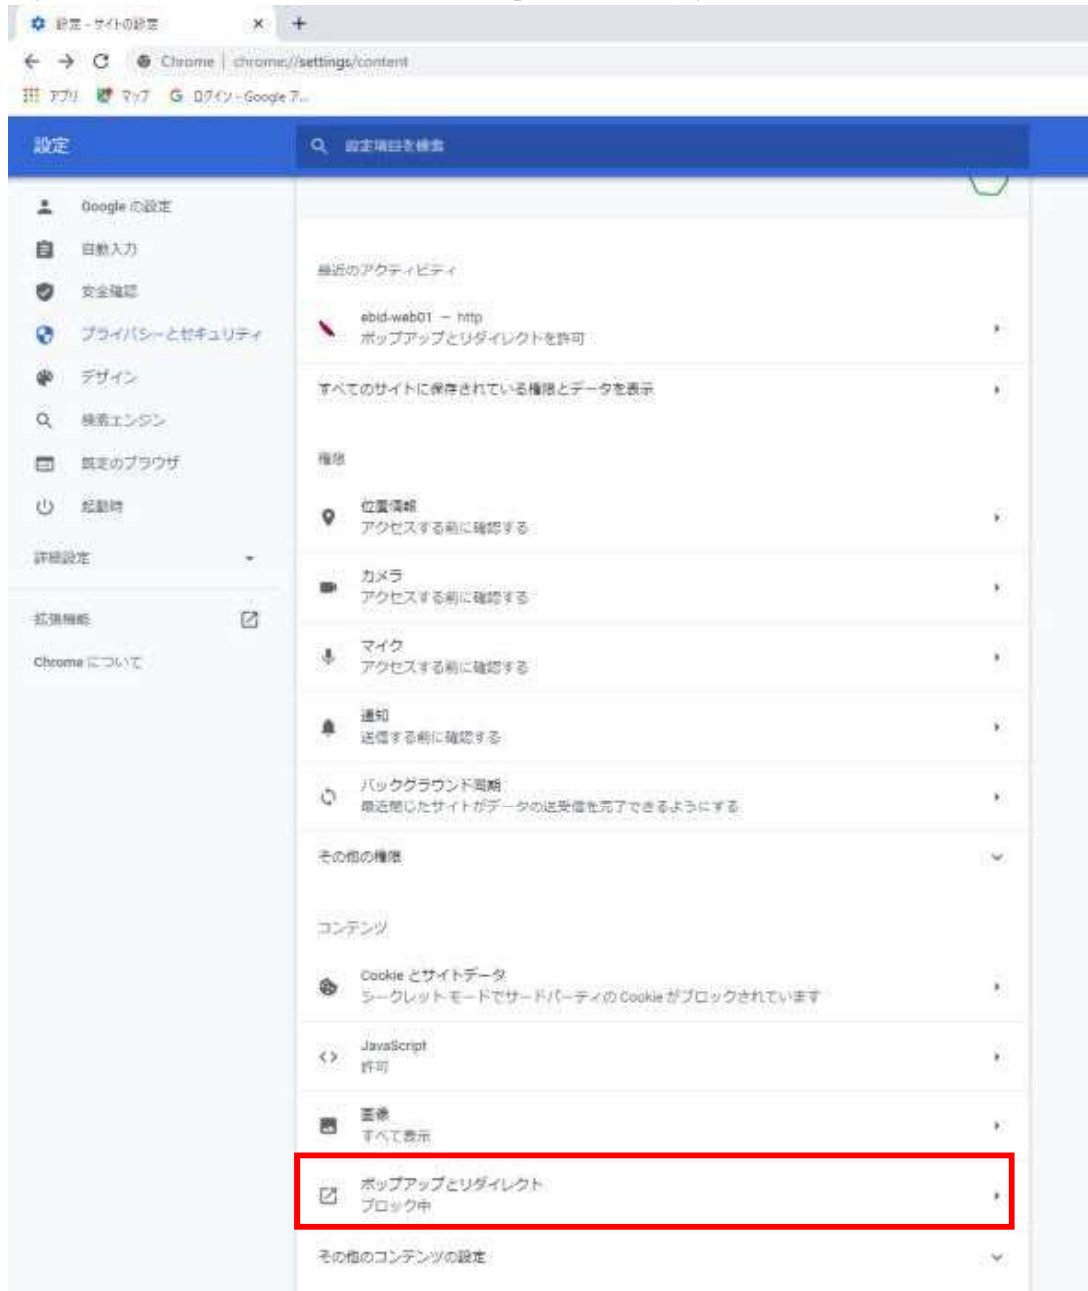 設定 - サイトの設定
Chrome | chrome://settings/content
アプリ マップ G ログイン - Google ア...
設定
設定項目を検索
Google の設定
自動入力
安全確認
プライバシーとセキュリティ
デザイン
検索エンジン
既定のブラウザ
起動時
詳細設定
拡張機能
Chrome について
最近のアクティビティ
ebid-web01 — http
ポップアップとリダイレクトを許可
すべてのサイトに保存されている権限とデータを表示
権限
位置情報
アクセスする前に確認する
カメラ
アクセスする前に確認する
マイク
アクセスする前に確認する
通知
送信する前に確認する
バックグラウンド同期
最近閉じたサイトがデータの送受信を完了できるようにする
その他の権限
コンテンツ
Cookie とサイトデータ
シークレット モードでサードパーティの Cookie がブロックされています
JavaScript
許可
画像
すべて表示
ポップアップとリダイレクト
ブロック中
その他のコンテンツの設定